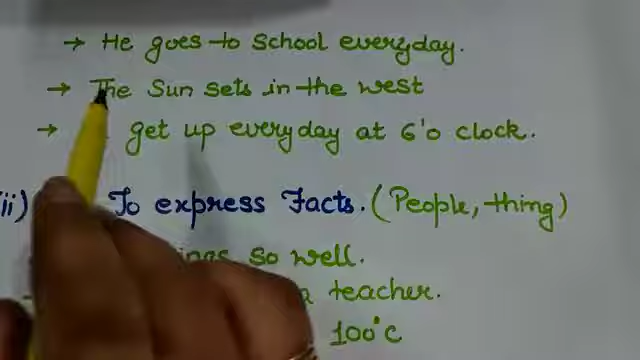 → He goes to School everyday.
→ The Sun sets in the west
→ get up everyday at 6'o clock.
ii) To express Facts. (People, thing)
so well.
a teacher.
100°C